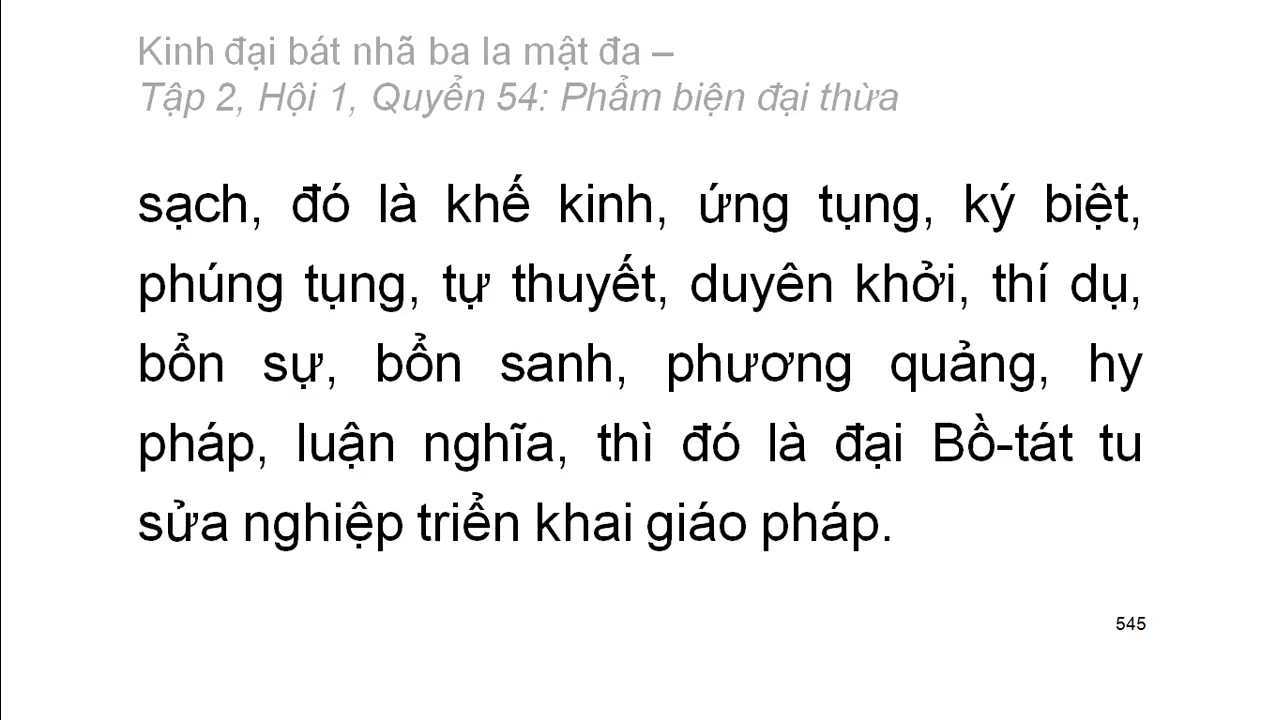 Kinh đại bát nhã ba la mật đa –
Tập 2, Hội 1, Quyển 54: Phẩm biện đại thừa
sạch, đó là khế kinh, ứng tụng, ký biệt,
phúng tụng, tự thuyết, duyên khởi, thí dụ,
bổn sự, bổn sanh, phương quảng, hy
pháp, luận nghĩa, thì đó là đại Bồ-tát tu
sửa nghiệp triển khai giáo pháp.
545